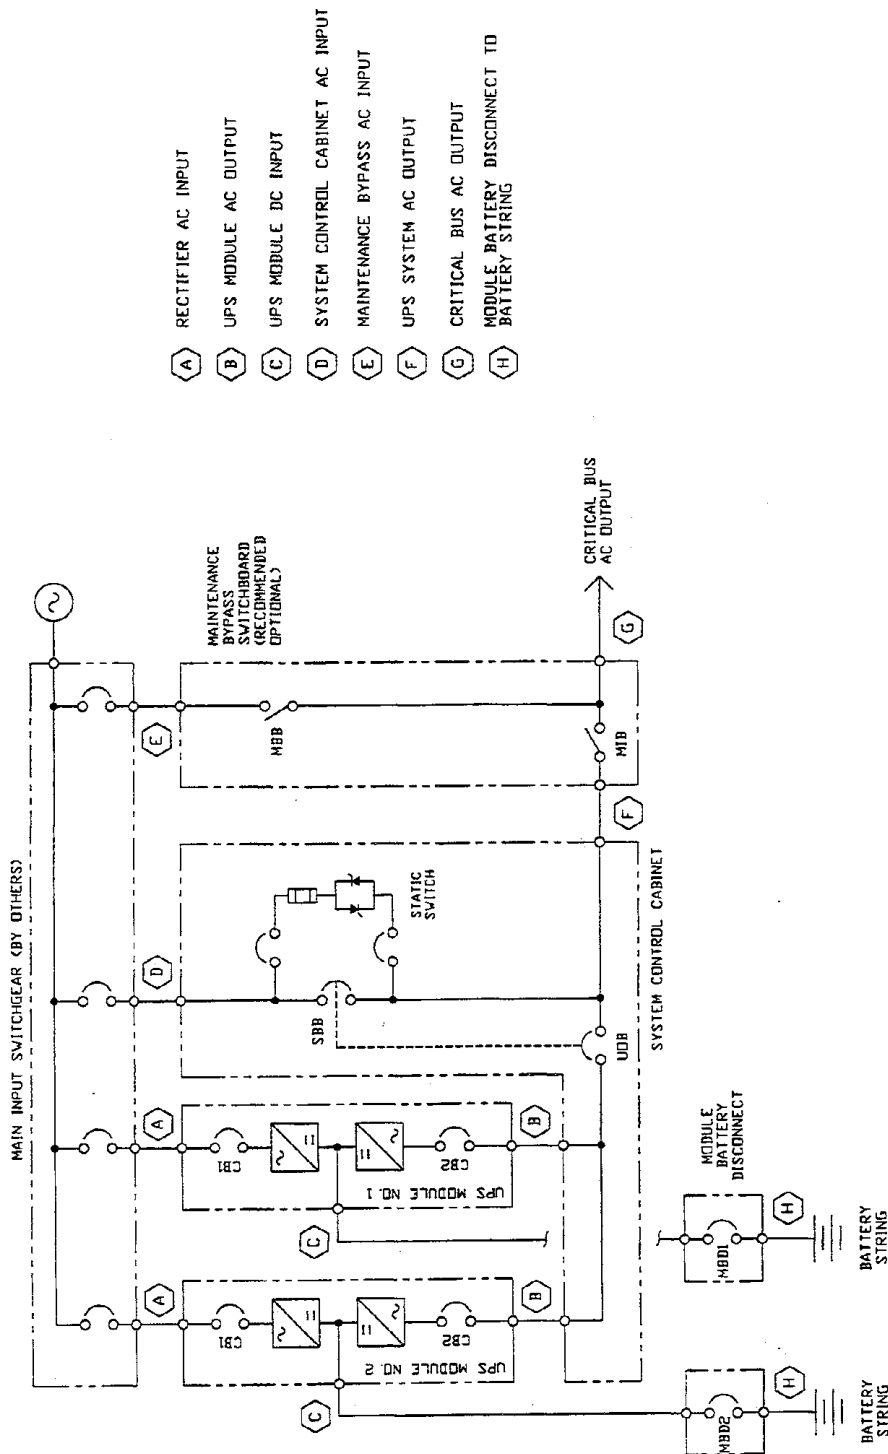 MAIN INPUT SWITCHGEAR (BY OTHERS)
A
A
D
E
UPS MODULE NO. 2
CB1
CB2
UPS MODULE NO. 1
CB1
CB2
C
C
B
B
SBB
STATIC
SWITCH
UOB
SYSTEM CONTROL CABINET
F
MAINTENANCE
BYPASS
SWITCHBOARD
(RECOMMENDED
OPTIONAL)
MBB
MIB
G
CRITICAL BUS
AC OUTPUT
MODULE
BATTERY
DISCONNECT
MBD2
MBD1
H
H
BATTERY
STRING
BATTERY
STRING
A RECTIFIER AC INPUT
B UPS MODULE AC OUTPUT
C UPS MODULE DC INPUT
D SYSTEM CONTROL CABINET AC INPUT
E MAINTENANCE BYPASS AC INPUT
F UPS SYSTEM AC OUTPUT
G CRITICAL BUS AC OUTPUT
H MODULE BATTERY DISCONNECT TO
BATTERY STRING